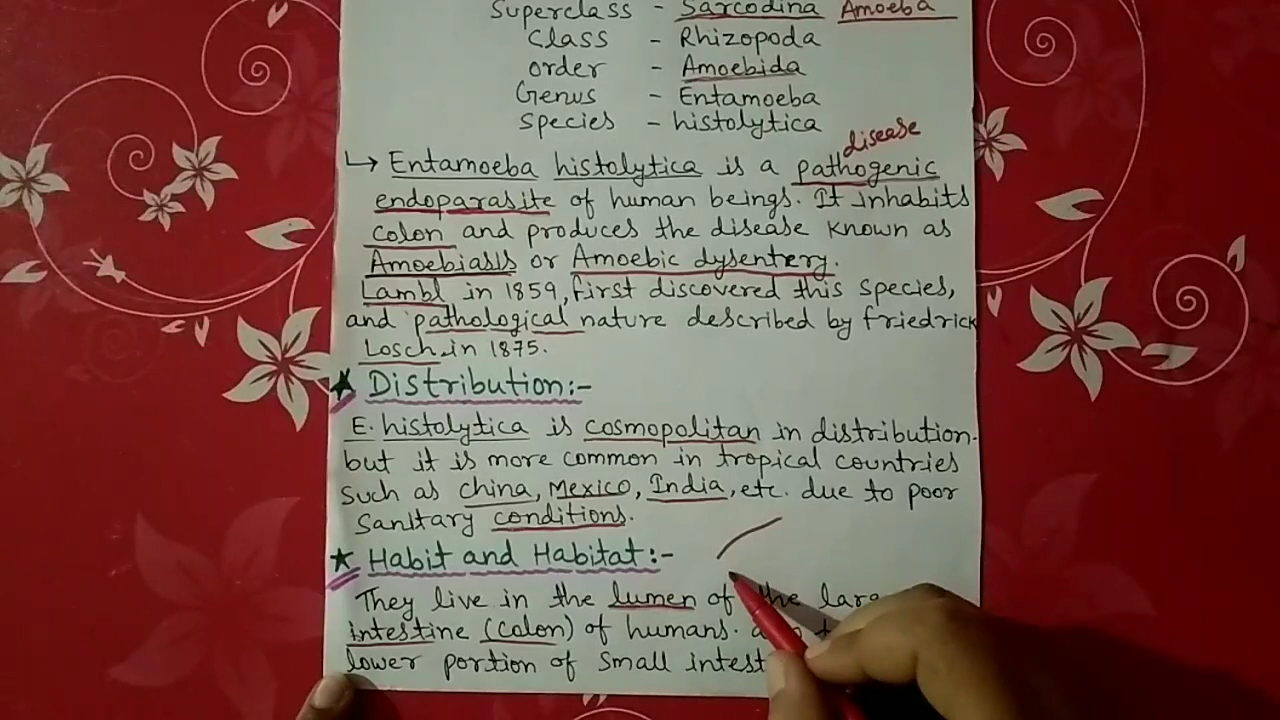 Superclass - Sarcodina Amoeba
Class - Rhizopoda
order - Amoebida
Genus - Entamoeba
Species - histolytica
disease
↳ Entamoeba histolytica is a pathogenic
endoparasite of human beings. It inhabits
colon and produces the disease known as
Amoebiasis or Amoebic dysentery.
Lambl in 1859, first discovered this species,
and pathological nature described by Friedrick
Losch, in 1875.
★ Distribution:-
E. histolytica is cosmopolitan in distribution.
but it is more common in tropical countries
such as china, Mexico, India, etc. due to poor
Sanitary conditions.
★ Habit and Habitat:-
They live in the lumen of the
intestine (colon) of humans.
lower portion of small